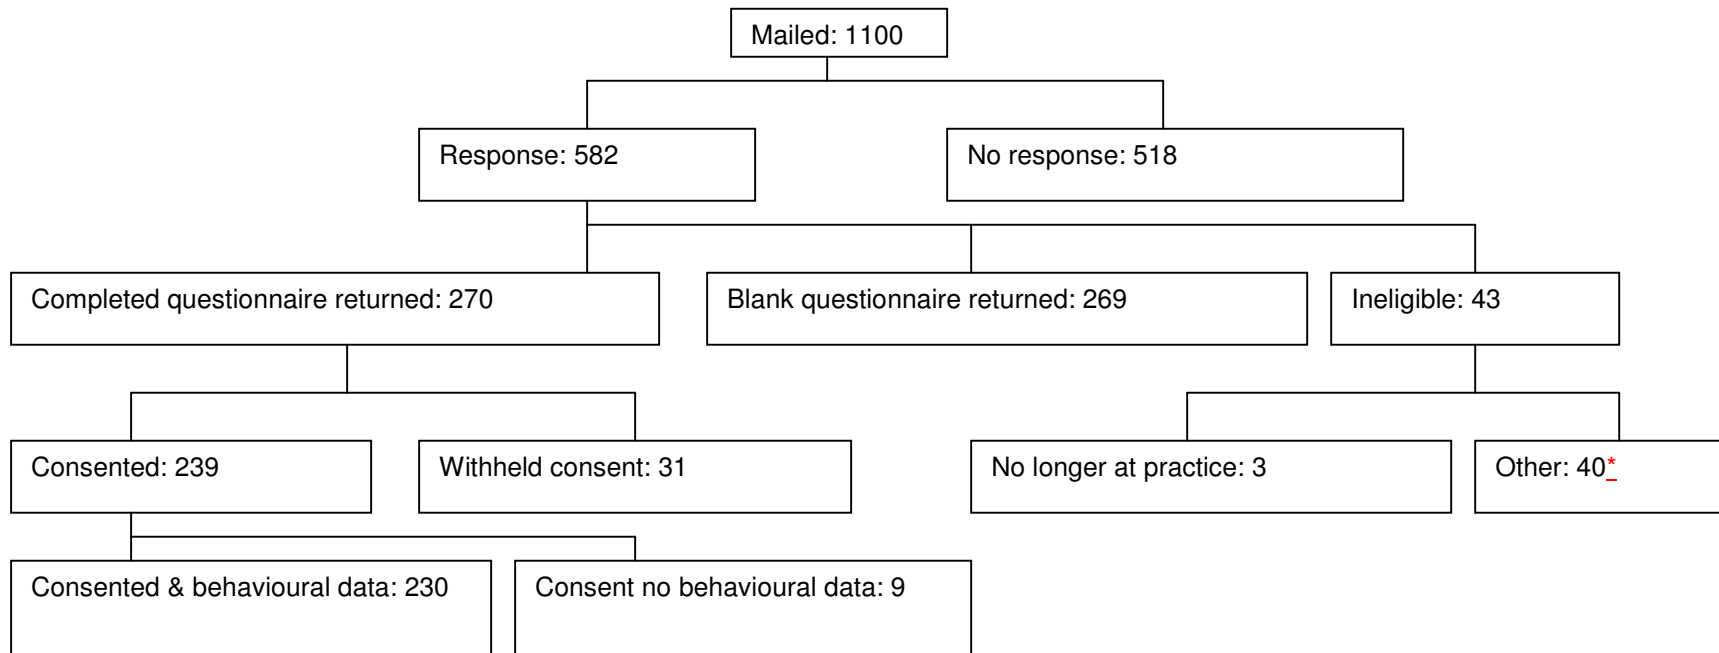 Mailed: 1100
Response: 582
No response: 518
Completed questionnaire returned: 270
Blank questionnaire returned: 269
Ineligible: 43
Consented: 239
Withheld consent: 31
No longer at practice: 3
Other: 40*
Consented & behavioural data: 230
Consent no behavioural data: 9